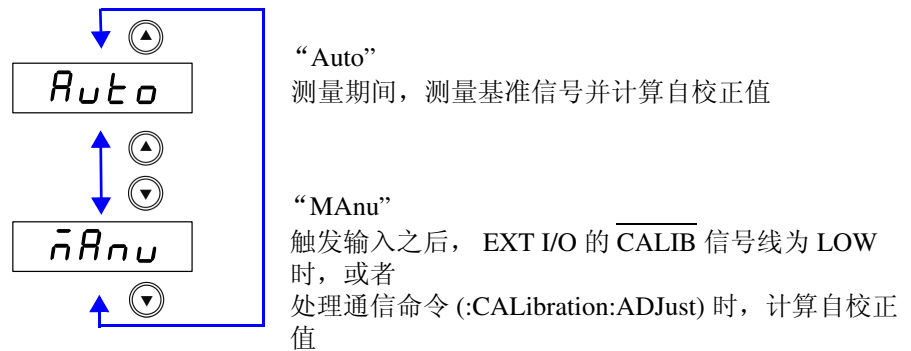 Auto
“Auto”
测量期间，测量基准信号并计算自校正值
MAnu
“MAnu”
触发输入之后， EXT I/O 的 CALIB 信号线为 LOW
时，或者
处理通信命令 (:CALibration:ADJust) 时，计算自校正
值